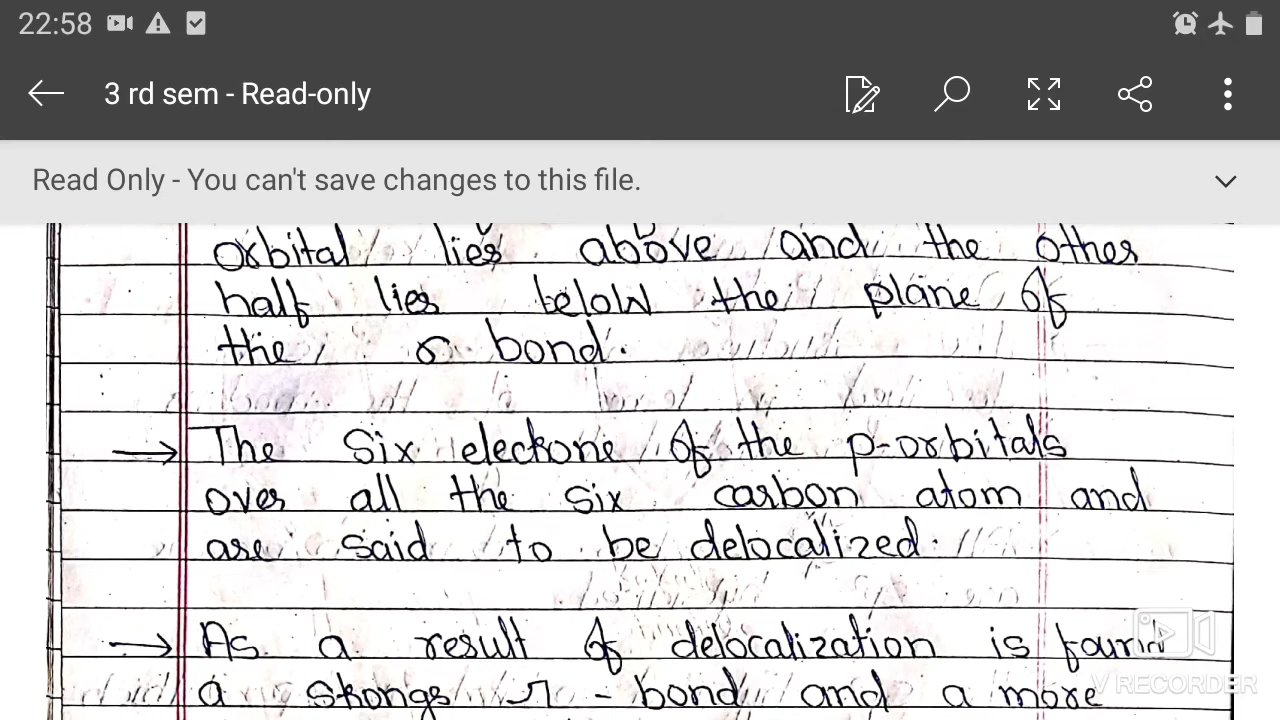 22:58
3 rd sem - Read-only
Read Only - You can't save changes to this file.
orbital lies above and the other
half lies below the plane of
the σ bond.
→ The six electrone of the p-orbitals
over all the six carbon atom and
are said to be delocalized.
→ As a result of delocalization is found
a strongs π - bond and a more
V RECORDER